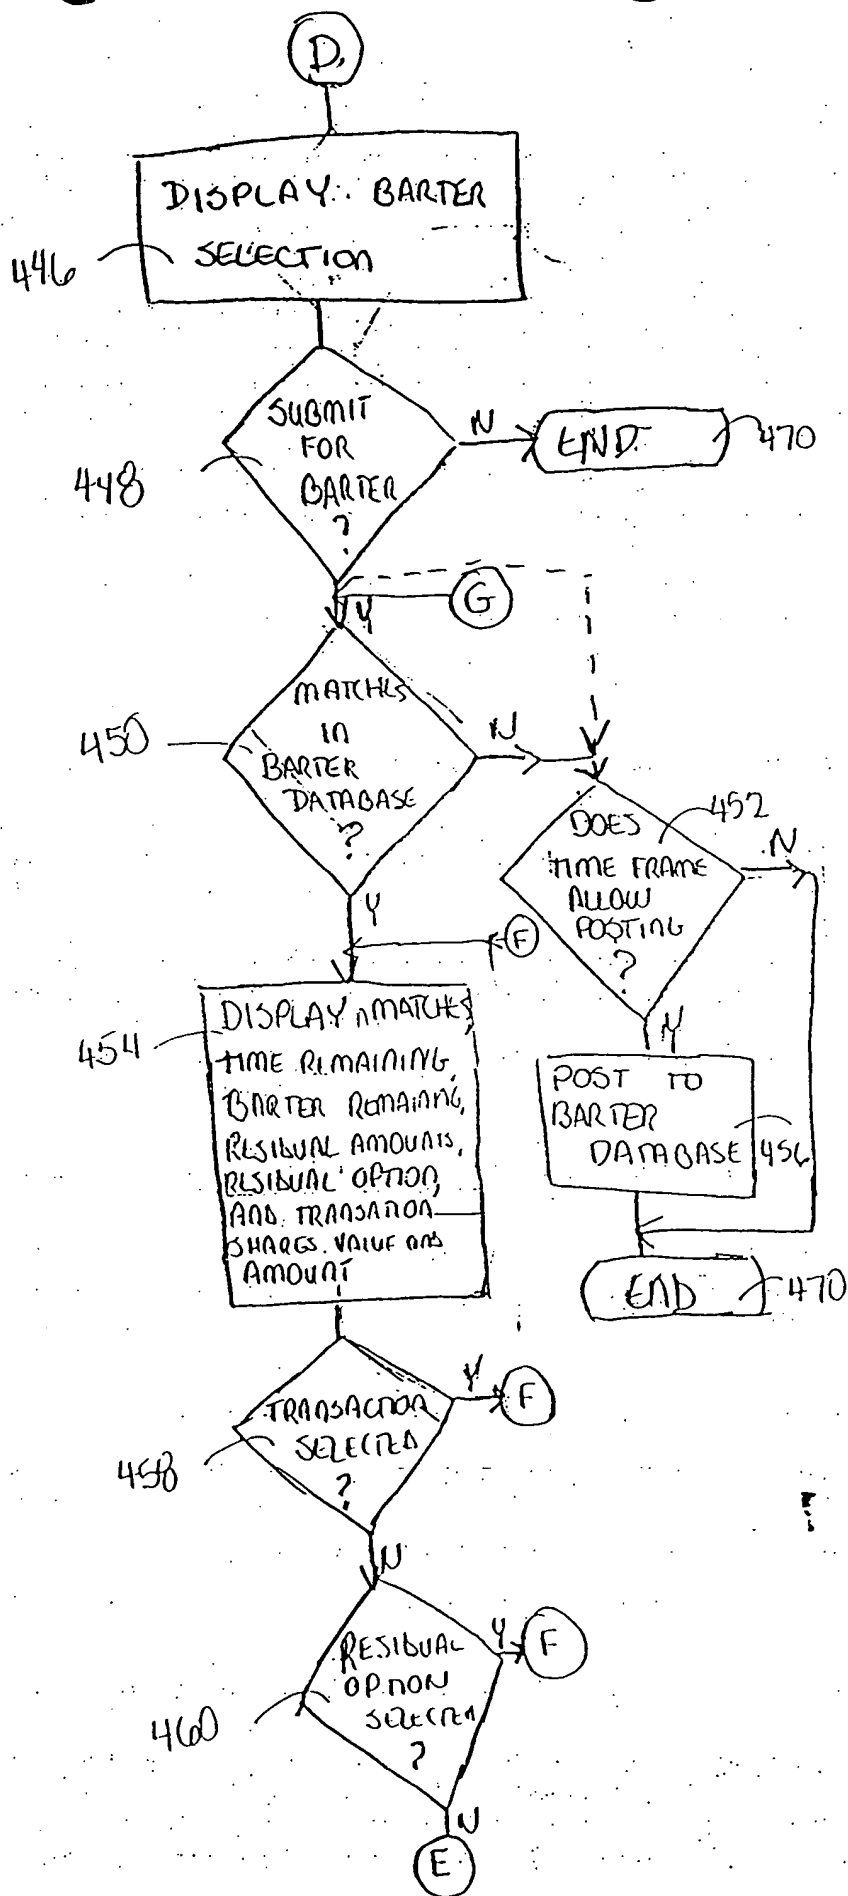 D.
DISPLAY BARTER
SELECTION
446
SUBMIT
FOR
BARTER
?
448
N
END.
470
G
Y
MATCHES
IN
BARTER
DATABASE
?
450
N
452
DOES
TIME FRAME
ALLOW
POSTING
?
N
Y
F
454
DISPLAY n MATCHES,
TIME REMAINING,
BARTER REMAINING,
RESIDUAL AMOUNTS,
RESIDUAL OPTION,
AND TRANSATION
SHARES VALUE AND
AMOUNT
Y
POST TO
BARTER
DATABASE
456
END
470
TRANSACTION
SELECTED
?
458
Y
F
N
RESIDUAL
OPTION
SELECTED
?
460
Y
F
N
E